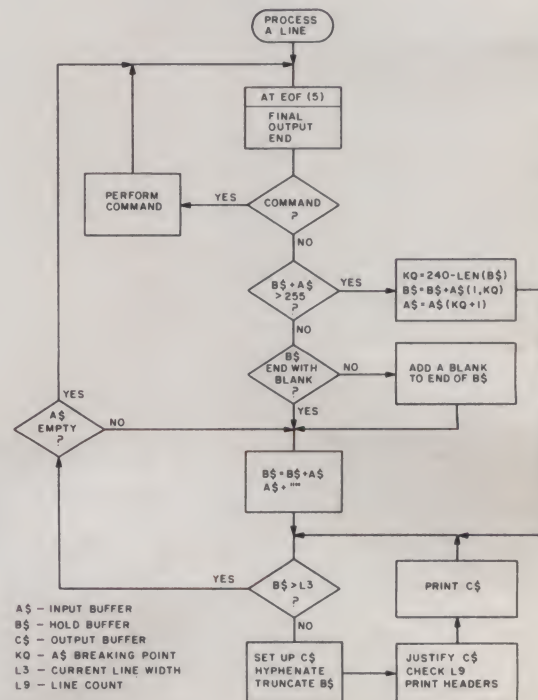 PROCESS
A LINE
AT EOF (5)
FINAL
OUTPUT
END
PERFORM
COMMAND
YES
COMMAND
?
NO
B$+A$
>255
?
YES
KQ=240-LEN(B$)
B$=B$+A$(1,KQ)
A$=A$(KQ+1)
NO
B$
END WITH
BLANK
?
NO
ADD A BLANK
TO END OF B$
YES
YES
A$
EMPTY
?
NO
B$=B$+A$
A$+""
YES
B$>L3
?
NO
PRINT C$
SET UP C$
HYPHENATE
TRUNCATE B$
JUSTIFY C$
CHECK L9
PRINT HEADERS
A$ – INPUT BUFFER
B$ – HOLD BUFFER
C$ – OUTPUT BUFFER
KQ – A$ BREAKING POINT
L3 – CURRENT LINE WIDTH
L9 – LINE COUNT